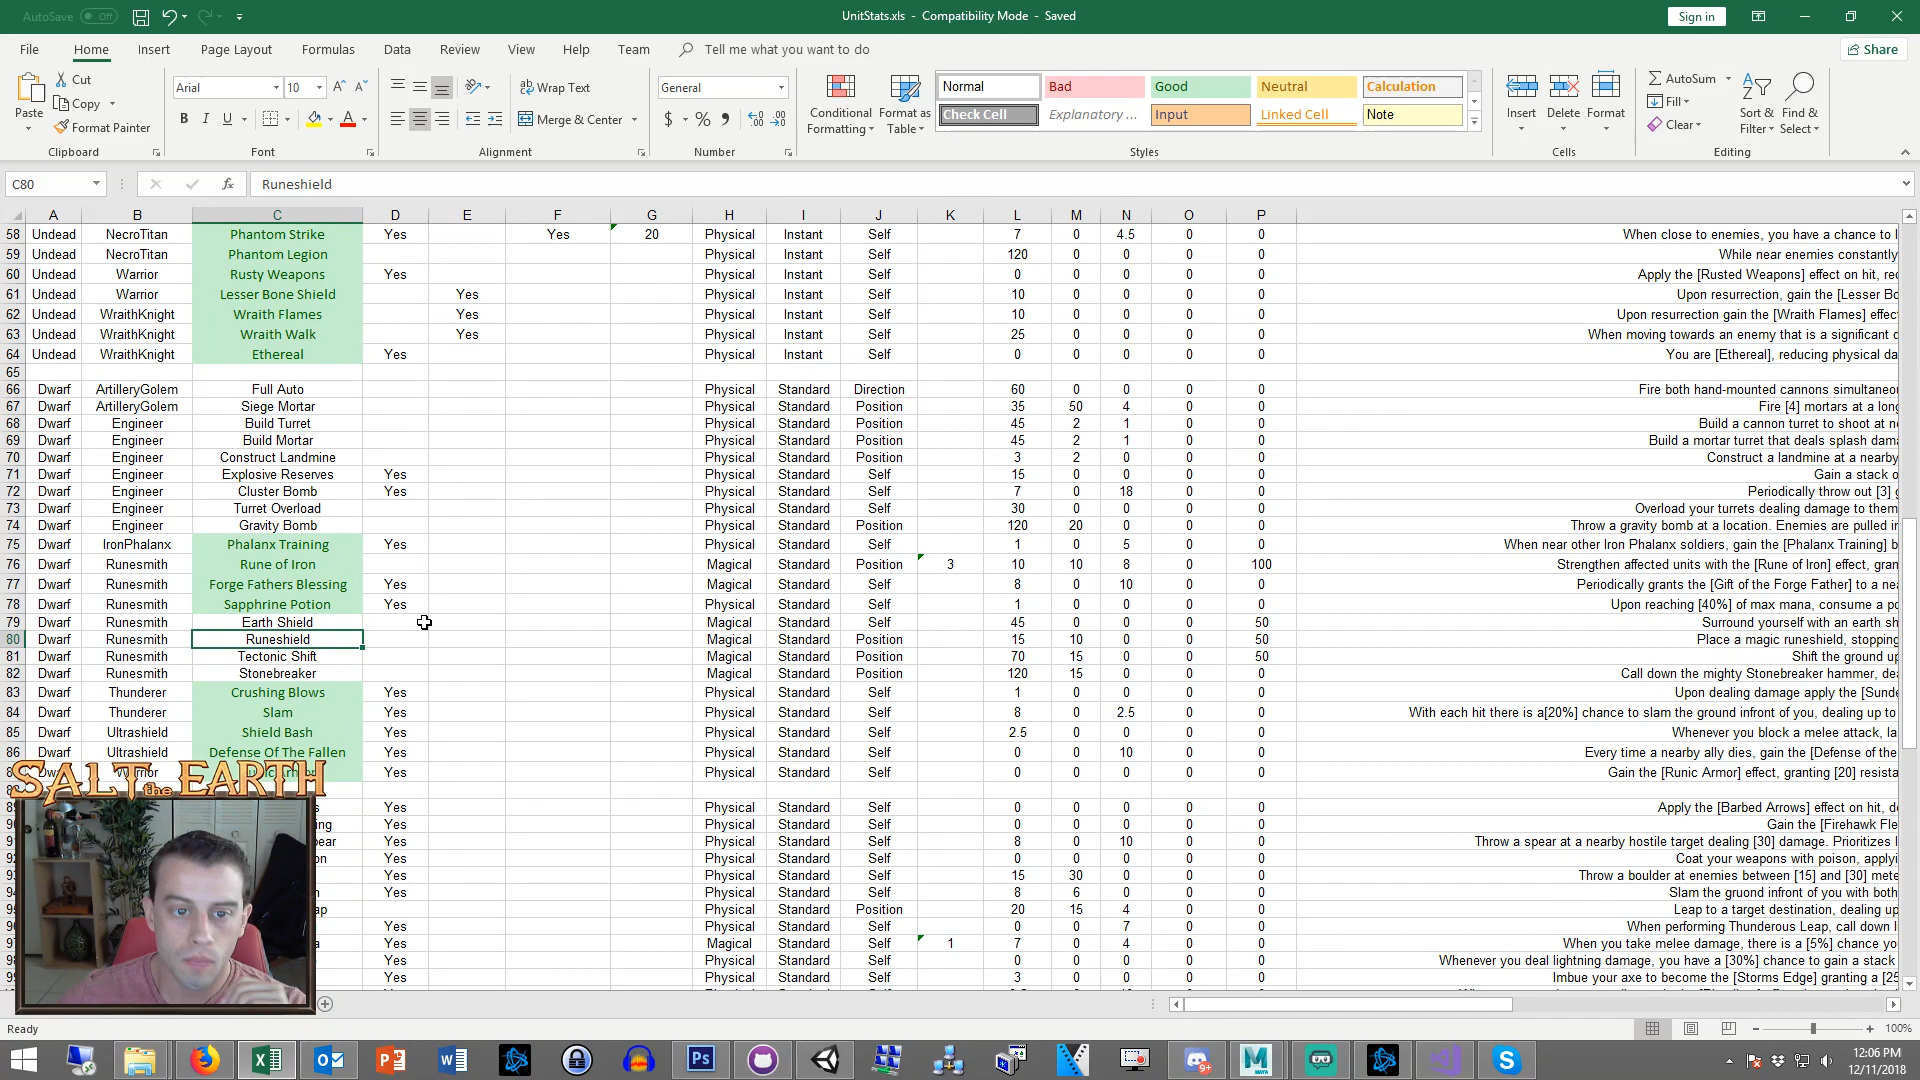 AutoSave Off
UnitStats.xls - Compatibility Mode - Saved
Sign in
File Home Insert Draw Page Layout Formulas Data Review View Help Team Tell me what you want to do Share
Paste Cut Copy Format Painter Clipboard
Arial 10 B I U A Font
Wrap Text Merge & Center Alignment
General $ % Number
Conditional Formatting Format as Table
Normal Bad Good Neutral Calculation
Check Cell Explanatory ... Input Linked Cell Note
Styles
Insert Delete Format Cells
AutoSum Fill Clear Sort & Filter Find & Select Editing
C80 fx Runeshield
A B C D E F G H I J K L M N O P
58 Undead NecroTitan Phantom Strike Yes Yes 20 Physical Instant Self 7 0 4.5 0 0 When close to enemies, you have a chance to
59 Undead NecroTitan Phantom Legion Physical Instant Self 120 0 0 0 0 While near enemies constantly
60 Undead Warrior Rusty Weapons Yes Physical Instant Self 0 0 0 0 0 Apply the [Rusted Weapons] effect on hit,
61 Undead Warrior Lesser Bone Shield Yes Physical Instant Self 10 0 0 0 0 Upon resurrection, gain the [Lesser
62 Undead WraithKnight Wraith Flames Yes Physical Instant Self 10 0 0 0 0 Upon resurrection gain the [Wraith Flames]
63 Undead WraithKnight Wraith Walk Yes Physical Instant Self 25 0 0 0 0 When moving towards an enemy that is a significant
64 Undead WraithKnight Ethereal Yes Physical Instant Self 0 0 0 0 0 You are [Ethereal], reducing physical
65
66 Dwarf ArtilleryGolem Full Auto Physical Standard Direction 60 0 0 0 0 Fire both hand-mounted cannons
67 Dwarf ArtilleryGolem Siege Mortar Physical Standard Position 35 50 4 0 0 Fire [4] mortars at a
68 Dwarf Engineer Build Turret Physical Standard Position 45 2 1 0 0 Build a cannon turret to shoot at
69 Dwarf Engineer Build Mortar Physical Standard Position 45 2 1 0 0 Build a mortar turret that deals splash
70 Dwarf Engineer Construct Landmine Physical Standard Position 3 2 0 0 0 Construct a landmine at a nearby
71 Dwarf Engineer Explosive Reserves Yes Physical Standard Self 15 0 0 0 0 Gain a stack
72 Dwarf Engineer Cluster Bomb Yes Physical Standard Self 7 0 18 0 0 Periodically throw out [3]
73 Dwarf Engineer Turret Overload Physical Standard Self 30 0 0 0 0 Overload your turrets dealing damage to
74 Dwarf Engineer Gravity Bomb Physical Standard Position 120 20 0 0 0 Throw a gravity bomb at a location. Enemies are pulled
75 Dwarf IronPhalanx Phalanx Training Yes Physical Standard Self 1 0 5 0 0 When near other Iron Phalanx soldiers, gain the [Phalanx Training]
76 Dwarf Runesmith Rune of Iron Magical Standard Position 3 10 10 8 0 100 Strengthen affected units with the [Rune of Iron] effect,
77 Dwarf Runesmith Forge Fathers Blessing Yes Magical Standard Self 8 0 10 0 0 Periodically grants the [Gift of the Forge Father] to a
78 Dwarf Runesmith Sapphrine Potion Yes Physical Standard Self 1 0 0 0 0 Upon reaching [40%] of max mana, consume a
79 Dwarf Runesmith Earth Shield Magical Standard Self 45 0 0 0 50 Surround yourself with an earth
80 Dwarf Runesmith Runeshield Magical Standard Position 15 10 0 0 50 Place a magic runeshield,
81 Dwarf Runesmith Tectonic Shift Magical Standard Position 70 15 0 0 50 Shift the ground
82 Dwarf Runesmith Stonebreaker Magical Standard Position 120 15 0 0 0 Call down the mighty Stonebreaker hammer,
83 Dwarf Thunderer Crushing Blows Yes Physical Standard Self 1 0 0 0 0 Upon dealing damage apply the
84 Dwarf Thunderer Slam Yes Physical Standard Self 8 0 2.5 0 0 With each hit there is a[20%] chance to slam the ground infront of you, dealing up to
85 Dwarf Ultrashield Shield Bash Yes Physical Standard Self 2.5 0 0 0 0 Whenever you block a melee attack,
86 Dwarf Ultrashield Defense Of The Fallen Yes Physical Standard Self 0 0 10 0 0 Every time a nearby ally dies, gain the [Defense of the
Yes Physical Standard Self 0 0 0 0 0 Gain the [Runic Armor] effect, granting [20]
SALT the EARTH
Yes Physical Standard Self 0 0 0 0 0 Apply the [Barbed Arrows] effect on hit,
Yes Physical Standard Self 0 0 0 0 0 Gain the [Firehawk
Yes Physical Standard Self 8 0 10 0 0 Throw a spear at a nearby hostile target dealing [30] damage. Prioritizes
Yes Physical Standard Self 0 0 0 0 0 Coat your weapons with poison,
Yes Physical Standard Self 15 30 0 0 0 Throw a boulder at enemies between [15] and [30]
Yes Physical Standard Self 8 6 0 0 0 Slam the gruond infront of you with both
Physical Standard Position 20 15 4 0 0 Leap to a target destination, dealing
Yes Physical Standard Self 0 0 7 0 0 When performing Thunderous Leap, call down
Yes Magical Standard Self 1 7 0 4 0 0 When you take melee damage, there is a [5%] chance
Yes Physical Standard Self 0 0 0 0 0 Whenever you deal lightning damage, you have a [30%] chance to gain a stack
Yes Physical Standard Self 3 0 0 0 0 Imbue your axe to become the [Storms Edge] granting a
Ready 100%
12:06 PM
12/11/2018